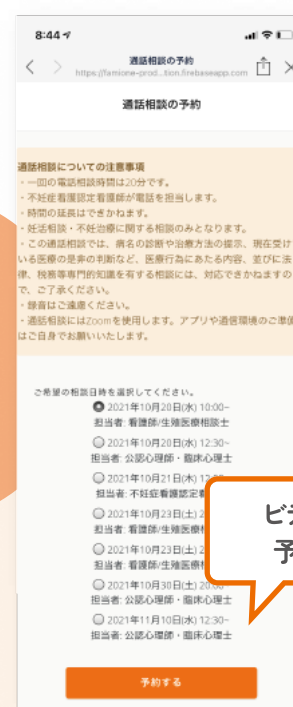 8:44
通話相談の予約
https://famione-prod...tion.firebaseapp.com
通話相談の予約
通話相談についての注意事項
・一回の電話相談時間は20分です。
・不妊症看護認定看護師が電話を担当します。
・時間の延長はできかねます。
・妊活相談・不妊治療に関する相談のみとなります。
・この通話相談では、病名の診断や治療方法の提示、現在受け
いる医療の是非の判断など、医療行為にあたる内容、並びに法
律、税務等専門的知識を有する相談には、対応できかねますの
で、ご了承ください。
・録音はご遠慮ください。
・通話相談にはZoomを使用します。アプリや通信環境のご準備
はご自身でお願いいたします。
ご希望の相談日時を選択してください。
2021年10月20日(水) 10:00~
担当者: 看護師/生殖医療相談士
2021年10月20日(水) 12:30~
担当者: 公認心理師・臨床心理士
2021年10月21日(木)
担当者: 不妊症看護認定看
2021年10月23日(土) 2
担当者: 看護師/生殖医療
2021年10月23日(土) 2
担当者: 看護師/生殖医療
2021年10月30日(土) 20:00~
担当者: 公認心理師・臨床心理士
2021年11月10日(水) 12:30~
担当者: 公認心理師・臨床心理士
ビデ
予
予約する